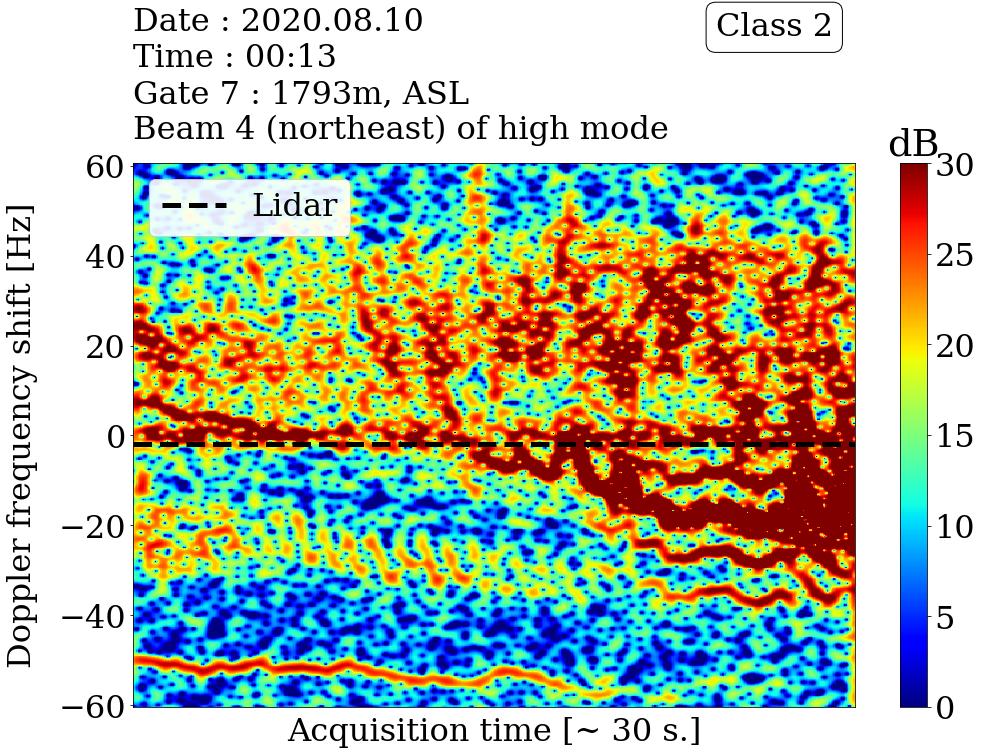 Date : 2020.08.10
Time : 00:13
Gate 7 : 1793m, ASL
Beam 4 (northeast) of high mode
Class 2
dB
Lidar
60
40
20
0
−20
−40
−60
Doppler frequency shift [Hz]
Acquisition time [~ 30 s.]
30
25
20
15
10
5
0